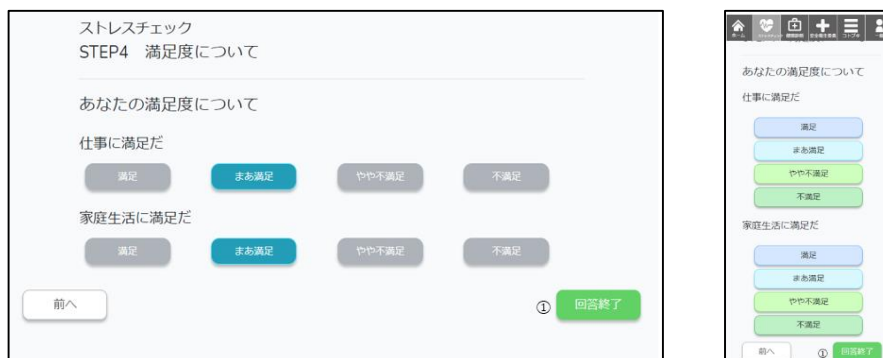 ストレスチェック
STEP4 満足度について
あなたの満足度について
仕事に満足だ
満足 まあ満足 やや不満足 不満足
家庭生活に満足だ
満足 まあ満足 やや不満足 不満足
前へ ① 回答終了
ホーム
あなたの満足度について
仕事に満足だ
満足
まあ満足
やや不満足
不満足
家庭生活に満足だ
満足
まあ満足
やや不満足
不満足
前へ ① 回答終了